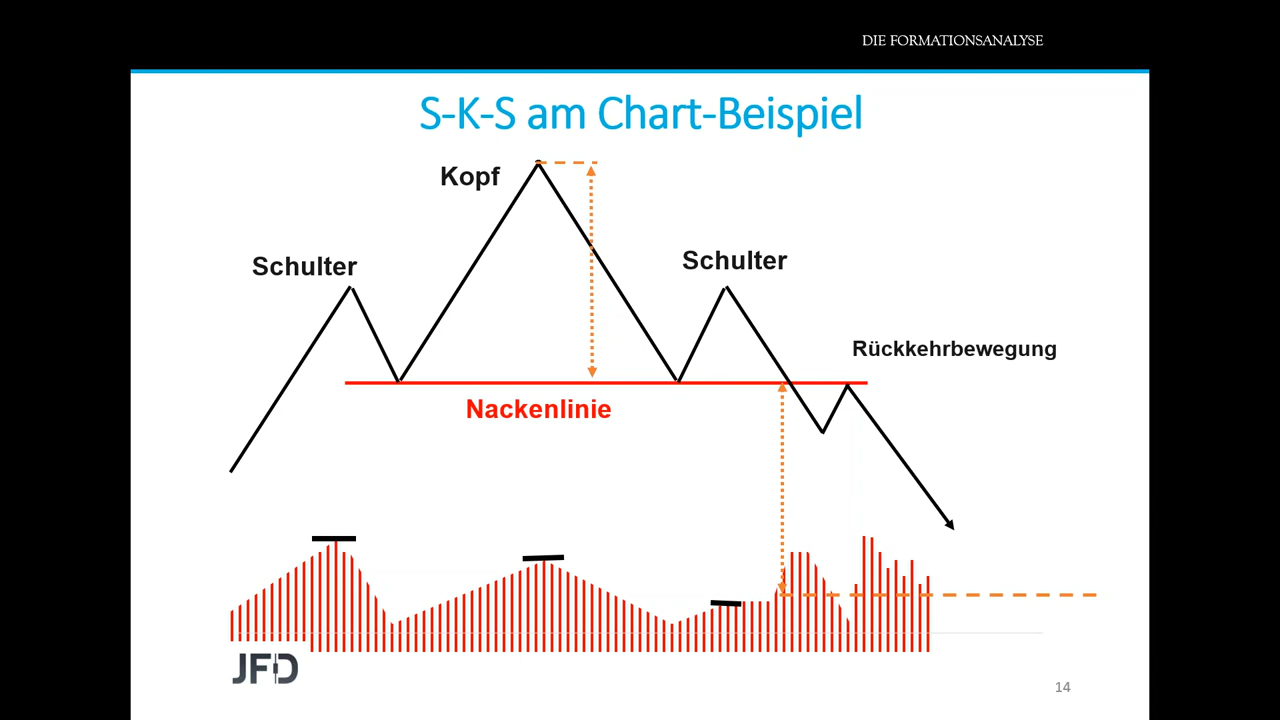 DIE FORMATIONSANALYSE
S-K-S am Chart-Beispiel
Kopf
Schulter
Schulter
Rückkehrbewegung
Nackenlinie
JFD
14